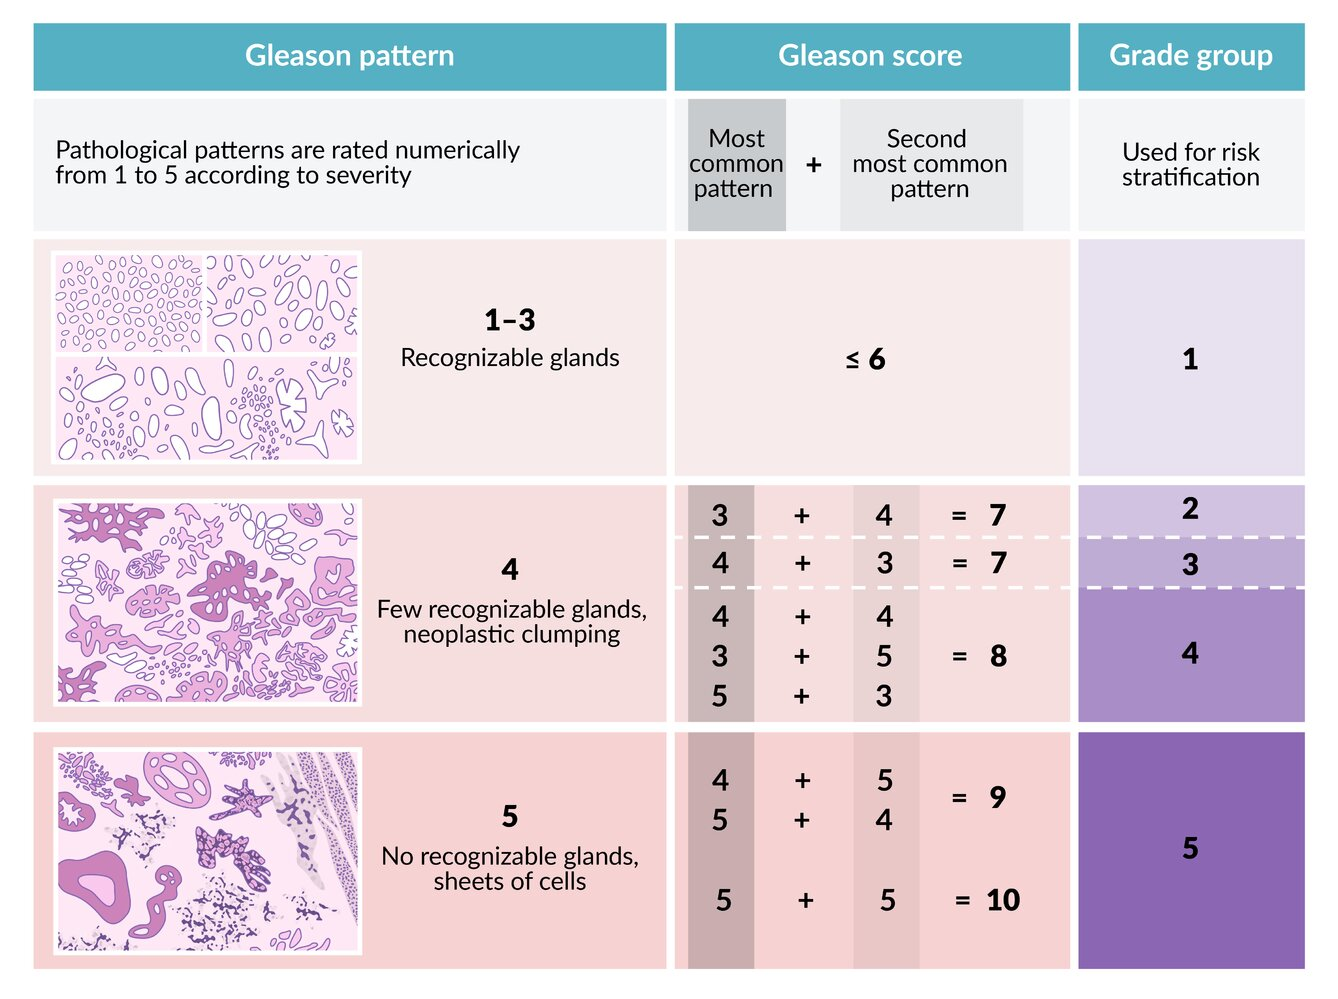 Gleason pattern
Gleason score
Grade group
Pathological patterns are rated numerically
from 1 to 5 according to severity
Most
common
pattern
+
Second
most common
pattern
Used for risk
stratification
1–3
Recognizable glands
≤ 6
1
4
Few recognizable glands,
neoplastic clumping
3 + 4 = 7
2
4 + 3 = 7
3
4 + 4
3 + 5 = 8
5 + 3
4
5
No recognizable glands,
sheets of cells
4 + 5
= 9
5 + 4
5 + 5 = 10
5